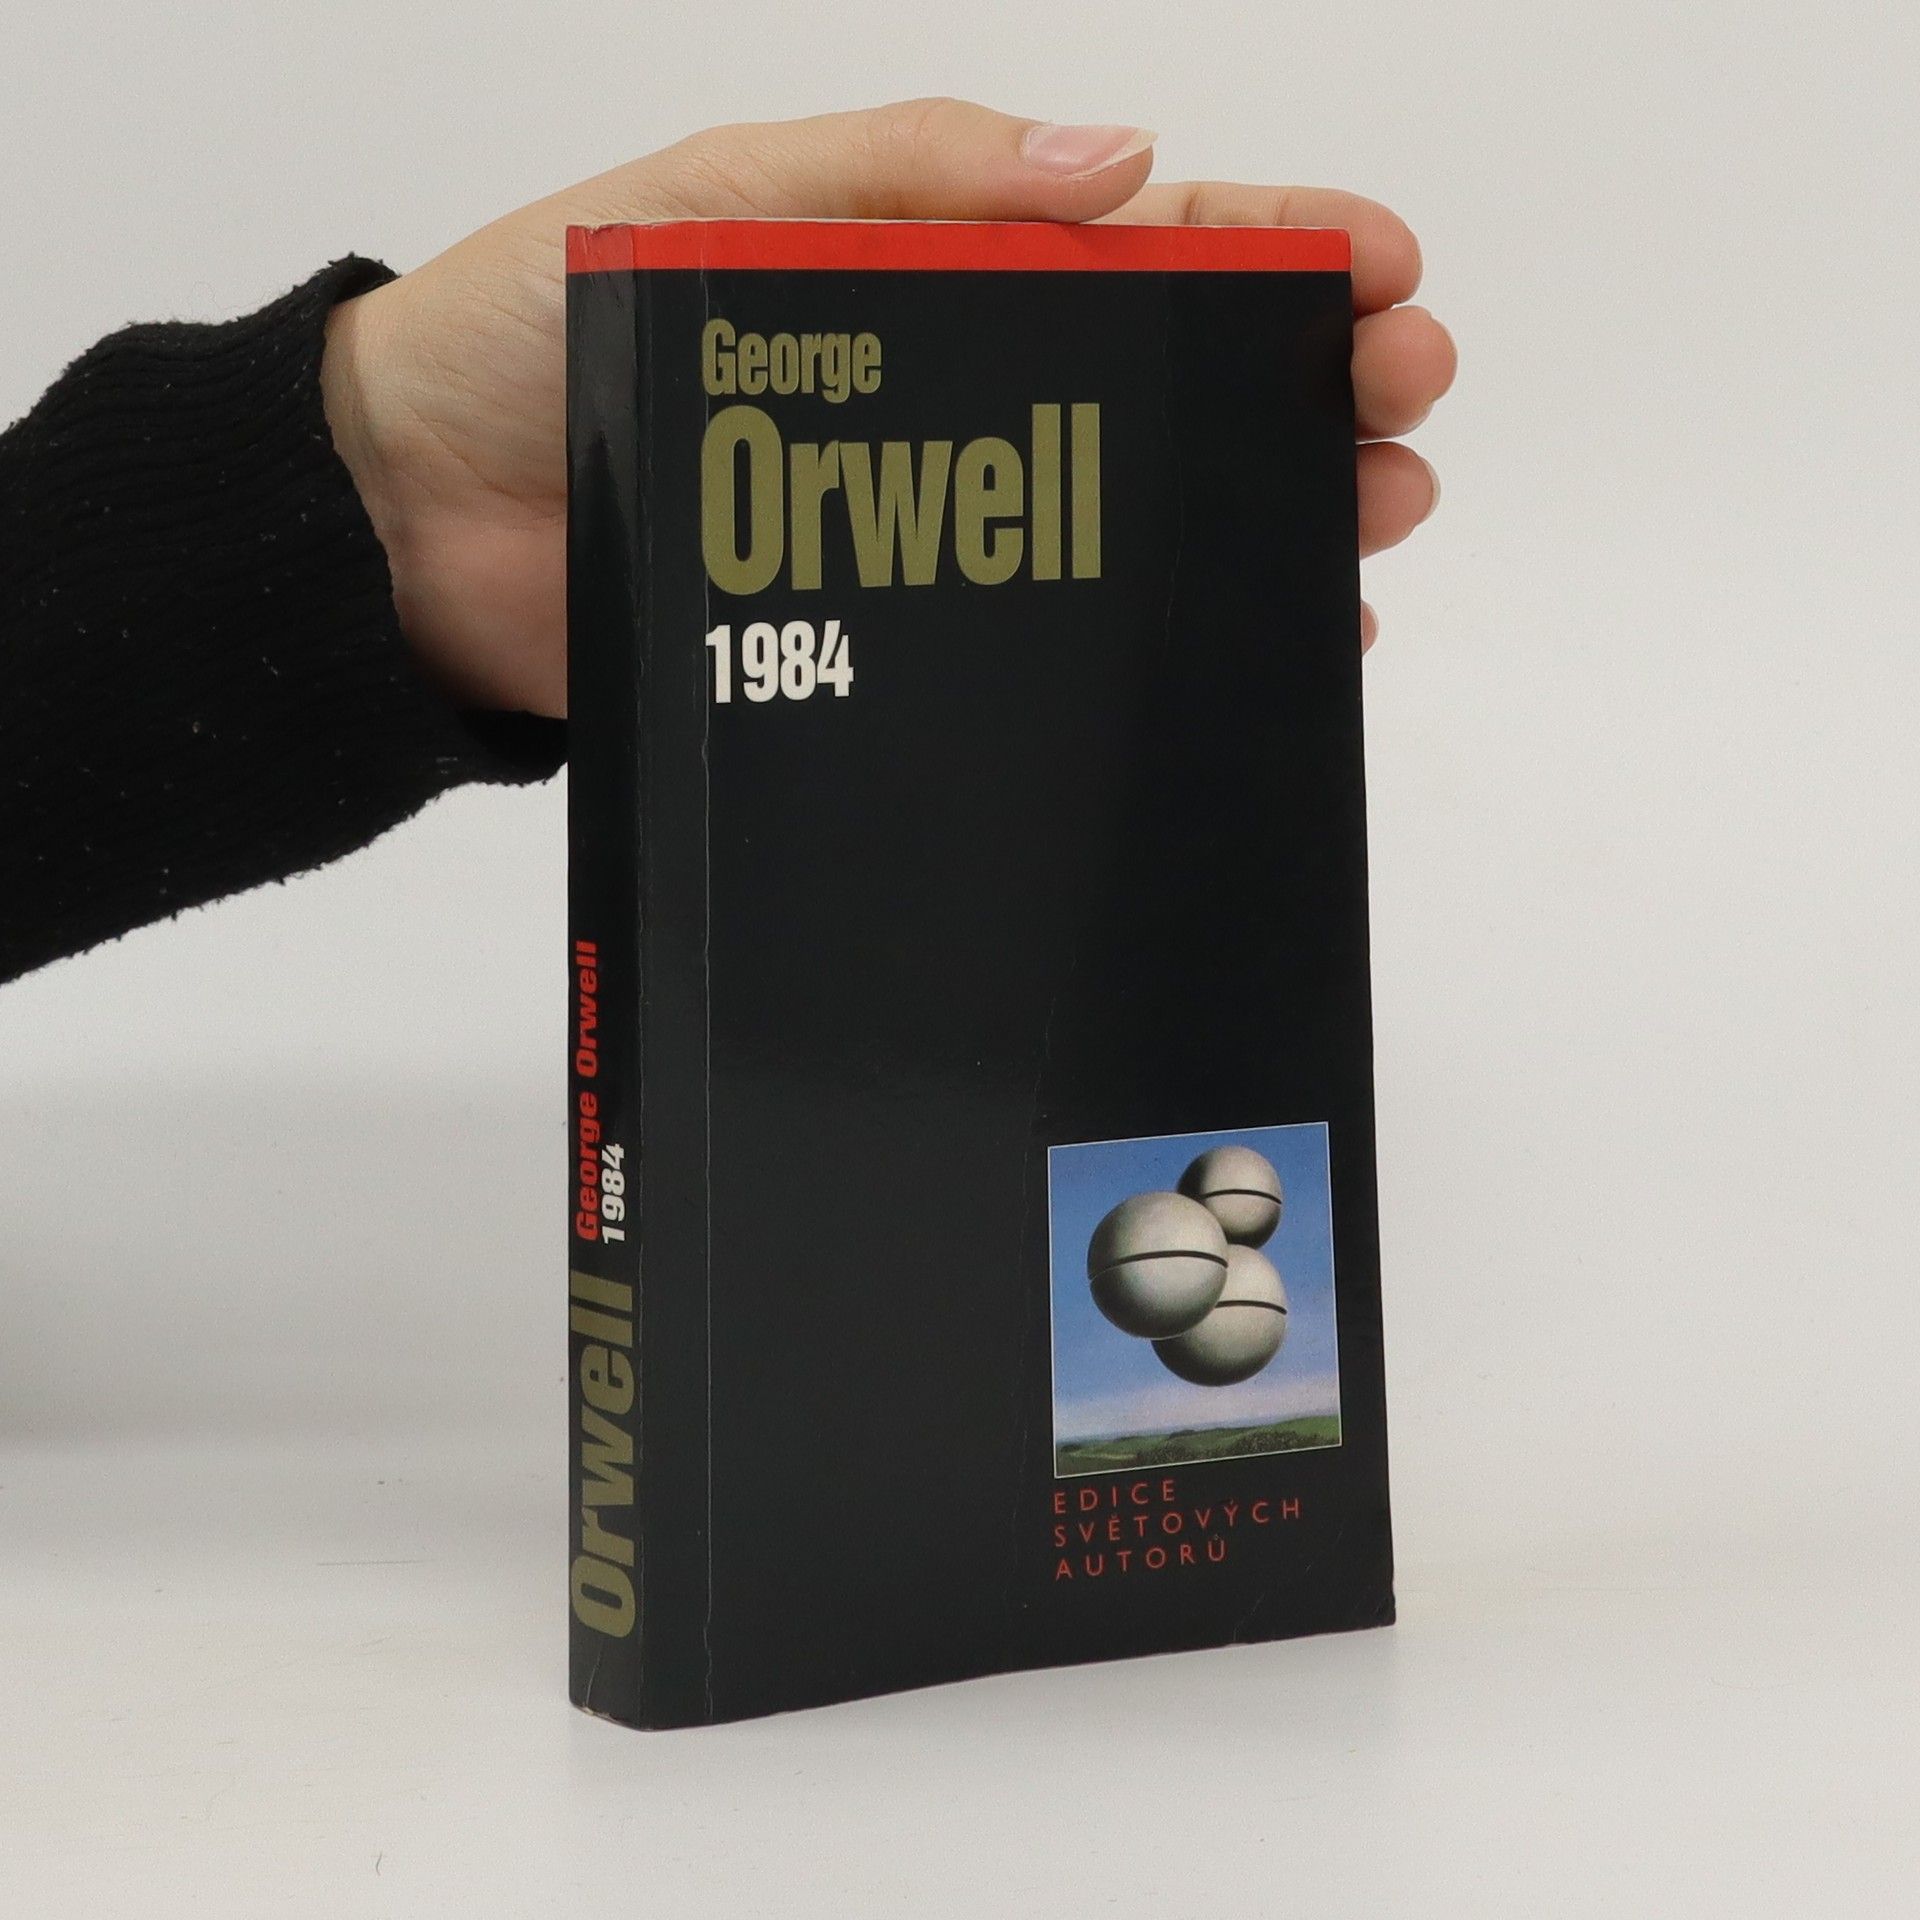 George
Orwell
1984
George Orwell
1984
Orwell
EDICE
SVĚTOVÝCH
AUTORŮ